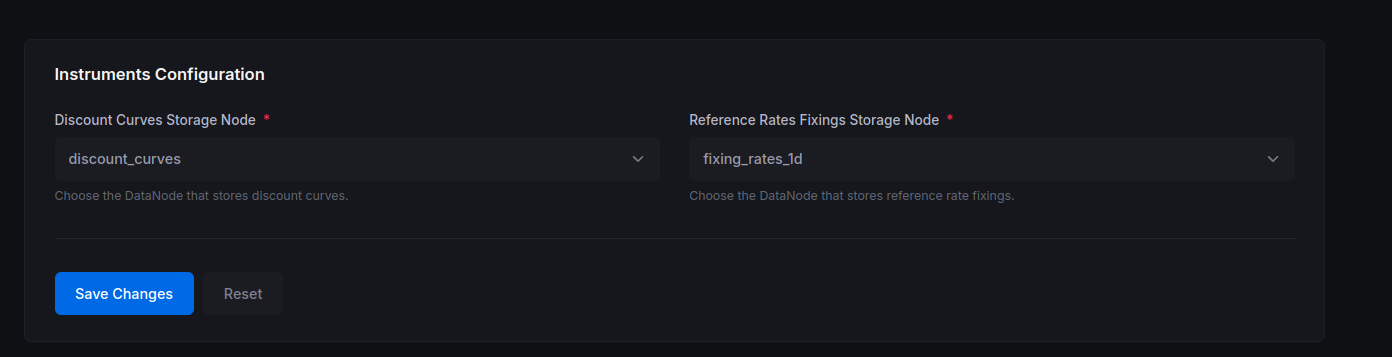 Instruments Configuration
Discount Curves Storage Node *
Reference Rates Fixings Storage Node *
discount_curves
fixing_rates_1d
Choose the DataNode that stores discount curves.
Choose the DataNode that stores reference rate fixings.
Save Changes
Reset